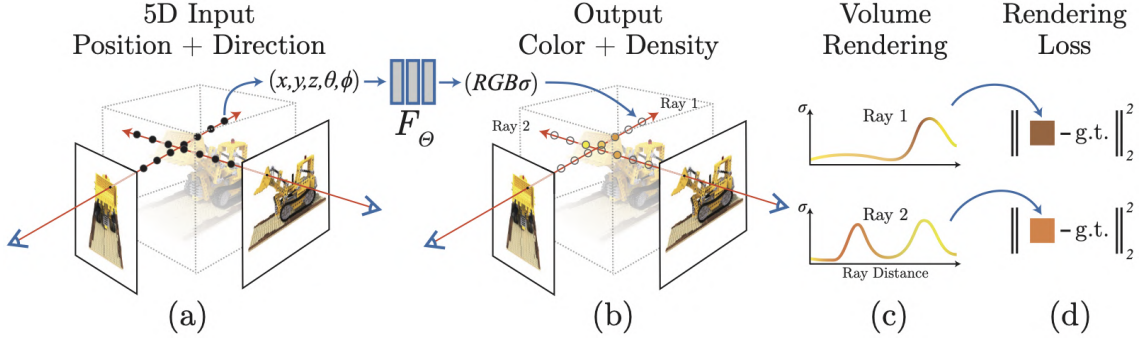 5D Input
Position + Direction
Output
Color + Density
Volume
Rendering
Rendering
Loss
(x,y,z,θ,ϕ)
F_Θ
(RGBσ)
Ray 1
Ray 2
σ
Ray 1
σ
Ray 2
Ray Distance
‖ – g.t. ‖²₂
‖ – g.t. ‖²₂
(a)
(b)
(c)
(d)